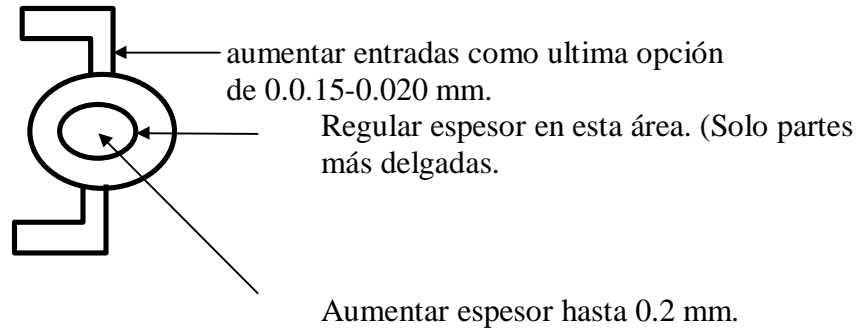 aumentar entradas como ultima opción
de 0.0.15-0.020 mm.
Regular espesor en esta área. (Solo partes
más delgadas.
Aumentar espesor hasta 0.2 mm.